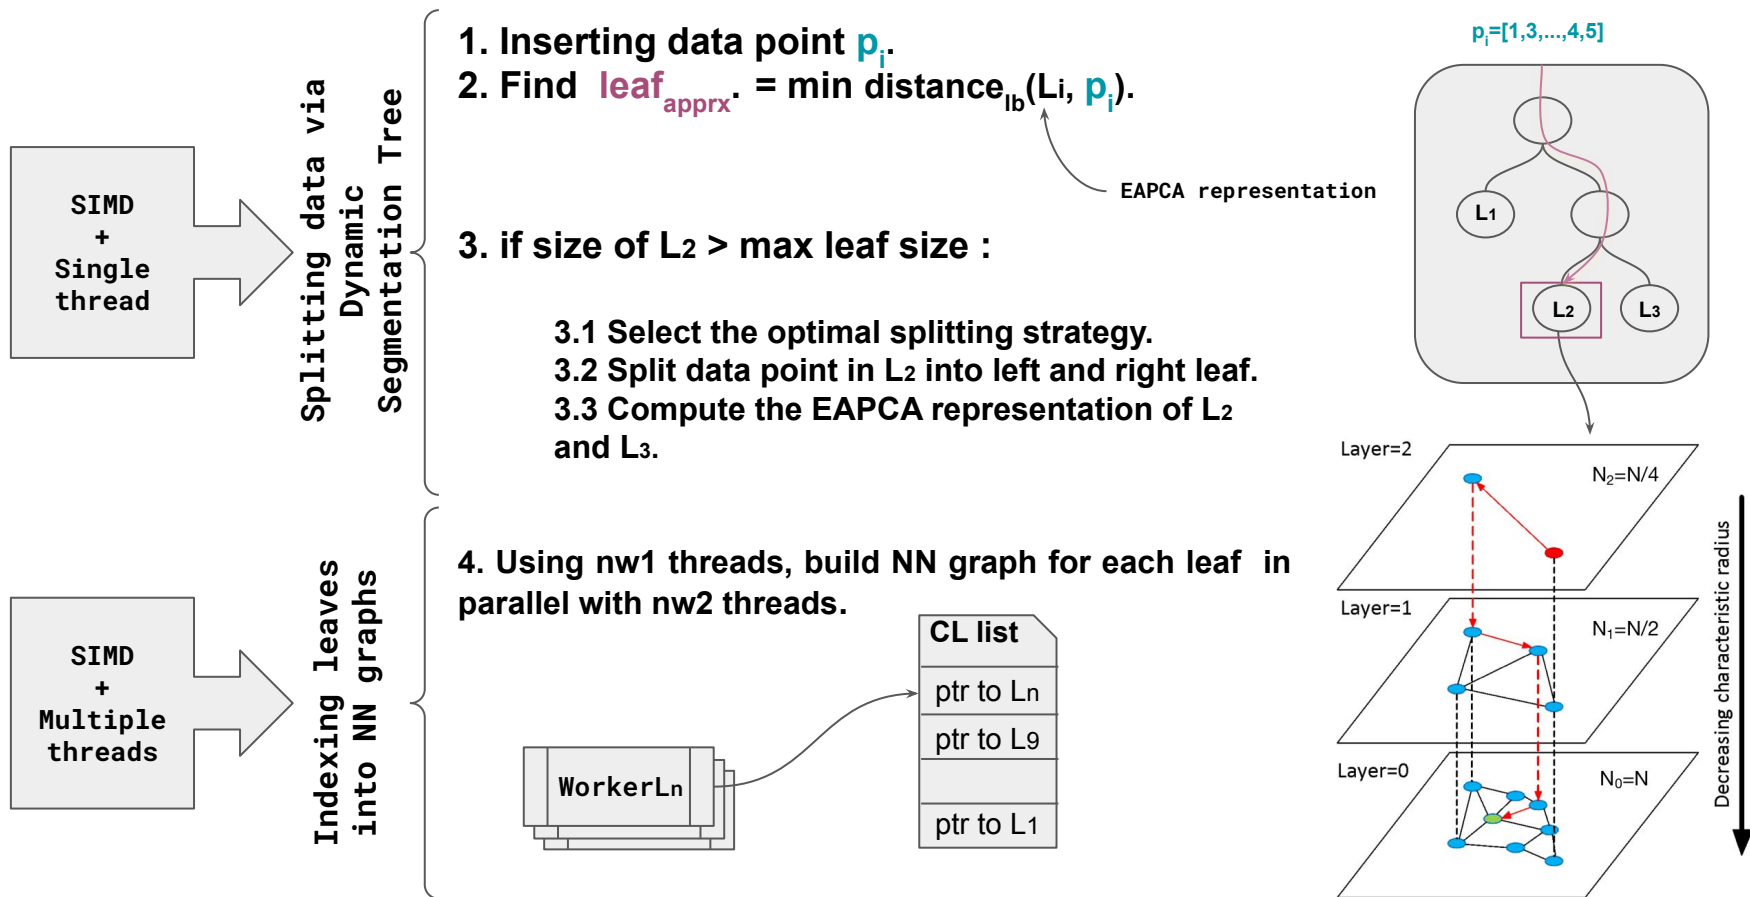 SIMD
+
Single
thread
Splitting data via
Dynamic
Segmentation Tree
1. Inserting data point pi.
2. Find leafapprx. = min distancelb(Li, pi).
EAPCA representation
3. if size of L2 > max leaf size :
3.1 Select the optimal splitting strategy.
3.2 Split data point in L2 into left and right leaf.
3.3 Compute the EAPCA representation of L2
and L3.
pi=[1,3,...,4,5]
L1
L2
L3
SIMD
+
Multiple
threads
Indexing leaves
into NN graphs
4. Using nw1 threads, build NN graph for each leaf in
parallel with nw2 threads.
WorkerLn
CL list
ptr to Ln
ptr to L9
ptr to L1
Layer=2
N2=N/4
Layer=1
N1=N/2
Layer=0
N0=N
Decreasing characteristic radius